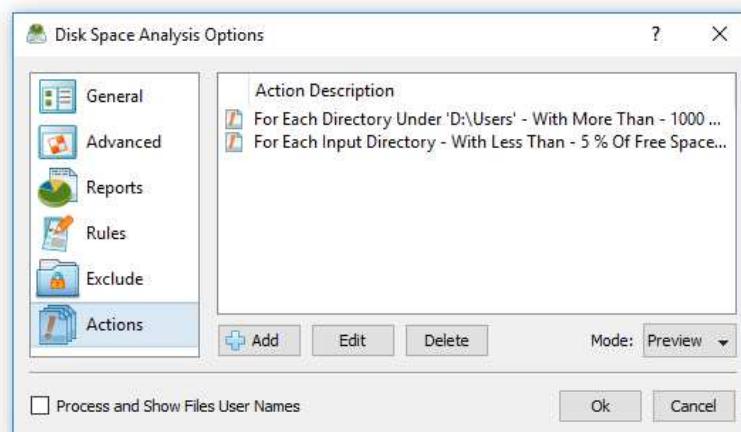 Disk Space Analysis Options
?
General
Advanced
Reports
Rules
Exclude
Actions
Action Description
For Each Directory Under 'D:\Users' - With More Than - 1000 ...
For Each Input Directory - With Less Than - 5 % Of Free Space...
Add
Edit
Delete
Mode:
Preview
Process and Show Files User Names
Ok
Cancel